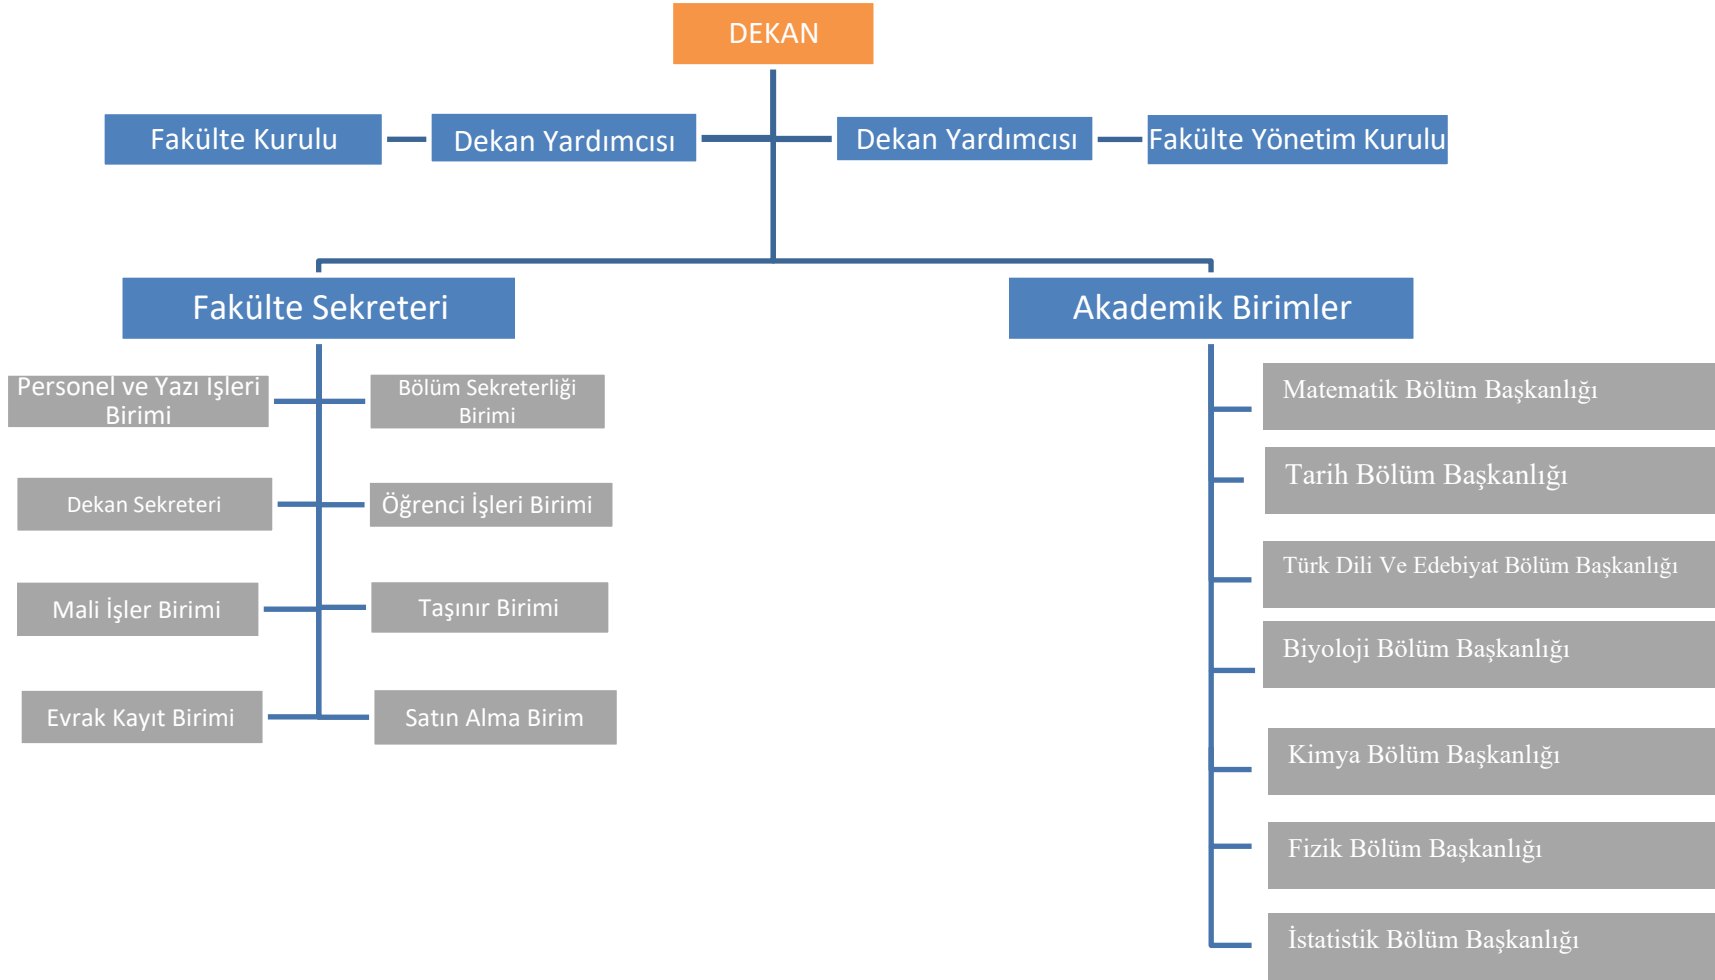 DEKAN
Fakülte Kurulu
Dekan Yardımcısı
Dekan Yardımcısı
Fakülte Yönetim Kurulu
Fakülte Sekreteri
Akademik Birimler
Personel ve Yazı İşleri
Birimi
Bölüm Sekreterliği
Birimi
Dekan Sekreteri
Öğrenci İşleri Birimi
Mali İşler Birimi
Taşınır Birimi
Evrak Kayıt Birimi
Satın Alma Birim
Matematik Bölüm Başkanlığı
Tarih Bölüm Başkanlığı
Türk Dili Ve Edebiyat Bölüm Başkanlığı
Biyoloji Bölüm Başkanlığı
Kimya Bölüm Başkanlığı
Fizik Bölüm Başkanlığı
İstatistik Bölüm Başkanlığı